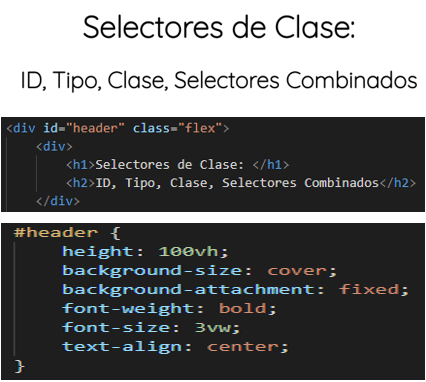 Selectores de Clase:
ID, Tipo, Clase, Selectores Combinados
<div id="header" class="flex">
<div>
<h1>Selectores de Clase: </h1>
<h2>ID, Tipo, Clase, Selectores Combinados</h2>
</div>
#header {
height: 100vh;
background-size: cover;
background-attachment: fixed;
font-weight: bold;
font-size: 3vw;
text-align: center;
}